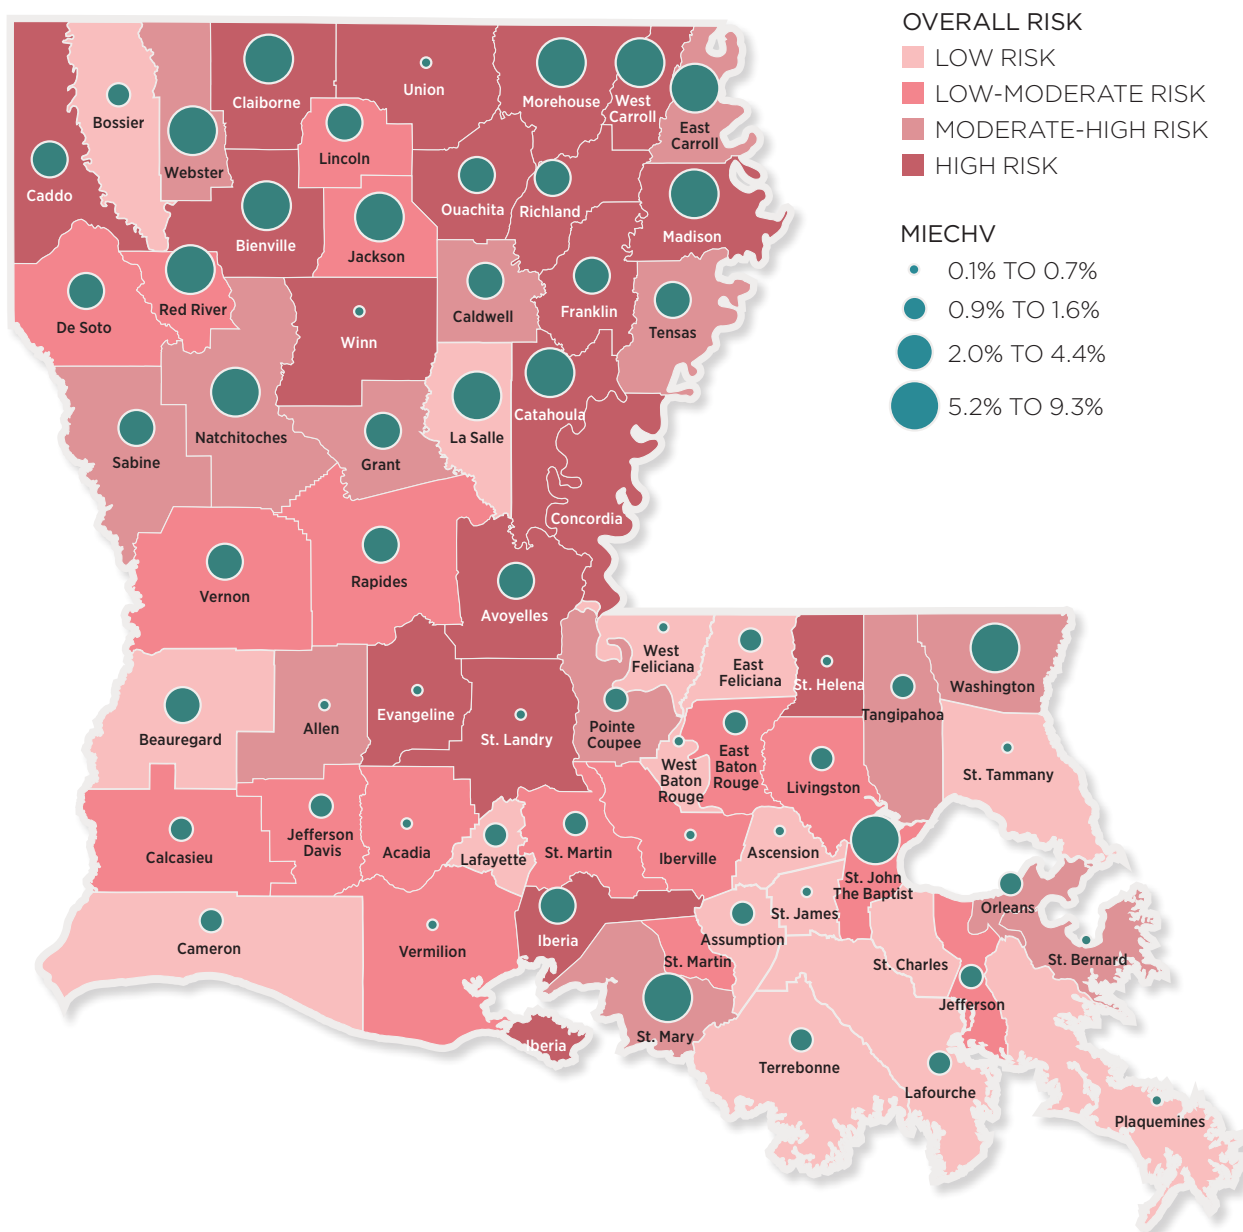 OVERALL RISK
LOW RISK
LOW-MODERATE RISK
MODERATE-HIGH RISK
HIGH RISK
MIECHV
0.1% TO 0.7%
0.9% TO 1.6%
2.0% TO 4.4%
5.2% TO 9.3%
Caddo
Bossier
Webster
Claiborne
Lincoln
Union
Morehouse
West
Carroll
East
Carroll
Bienville
Jackson
Ouachita
Richland
Madison
De Soto
Red River
Winn
Caldwell
Franklin
Tensas
Sabine
Natchitoches
Grant
La Salle
Catahoula
Concordia
Vernon
Rapides
Avoyelles
Beauregard
Allen
Evangeline
St. Landry
Pointe
Coupee
West
Feliciana
East
Feliciana
St. Helena
Tangipahoa
Washington
West
Baton
Rouge
East
Baton
Rouge
Livingston
St. Tammany
Calcasieu
Jefferson
Davis
Acadia
Lafayette
St. Martin
Iberville
Ascension
St. John
The Baptist
Cameron
Vermilion
Iberia
Assumption
St. James
St. Charles
Orleans
St. Bernard
St. Martin
Jefferson
Iberia
St. Mary
Terrebonne
Lafourche
Plaquemines